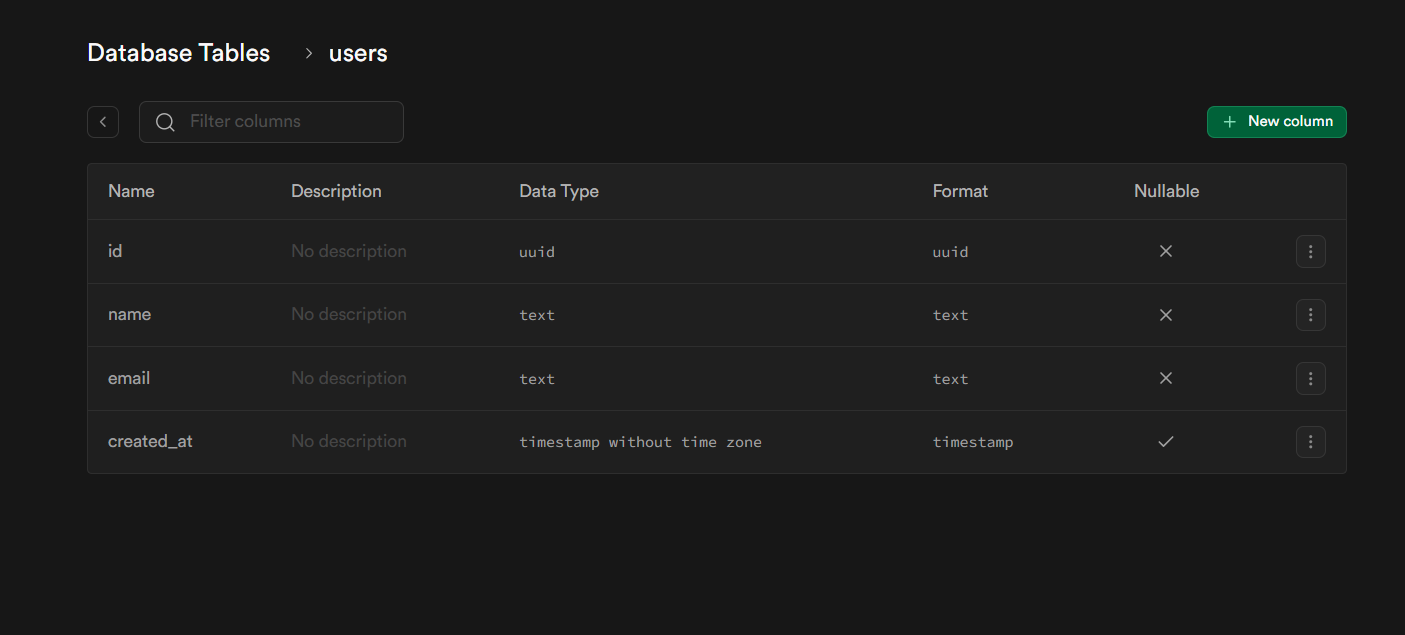 Database Tables > users
Filter columns
New column
Name Description Data Type Format Nullable
id No description uuid uuid
name No description text text
email No description text text
created_at No description timestamp without time zone timestamp